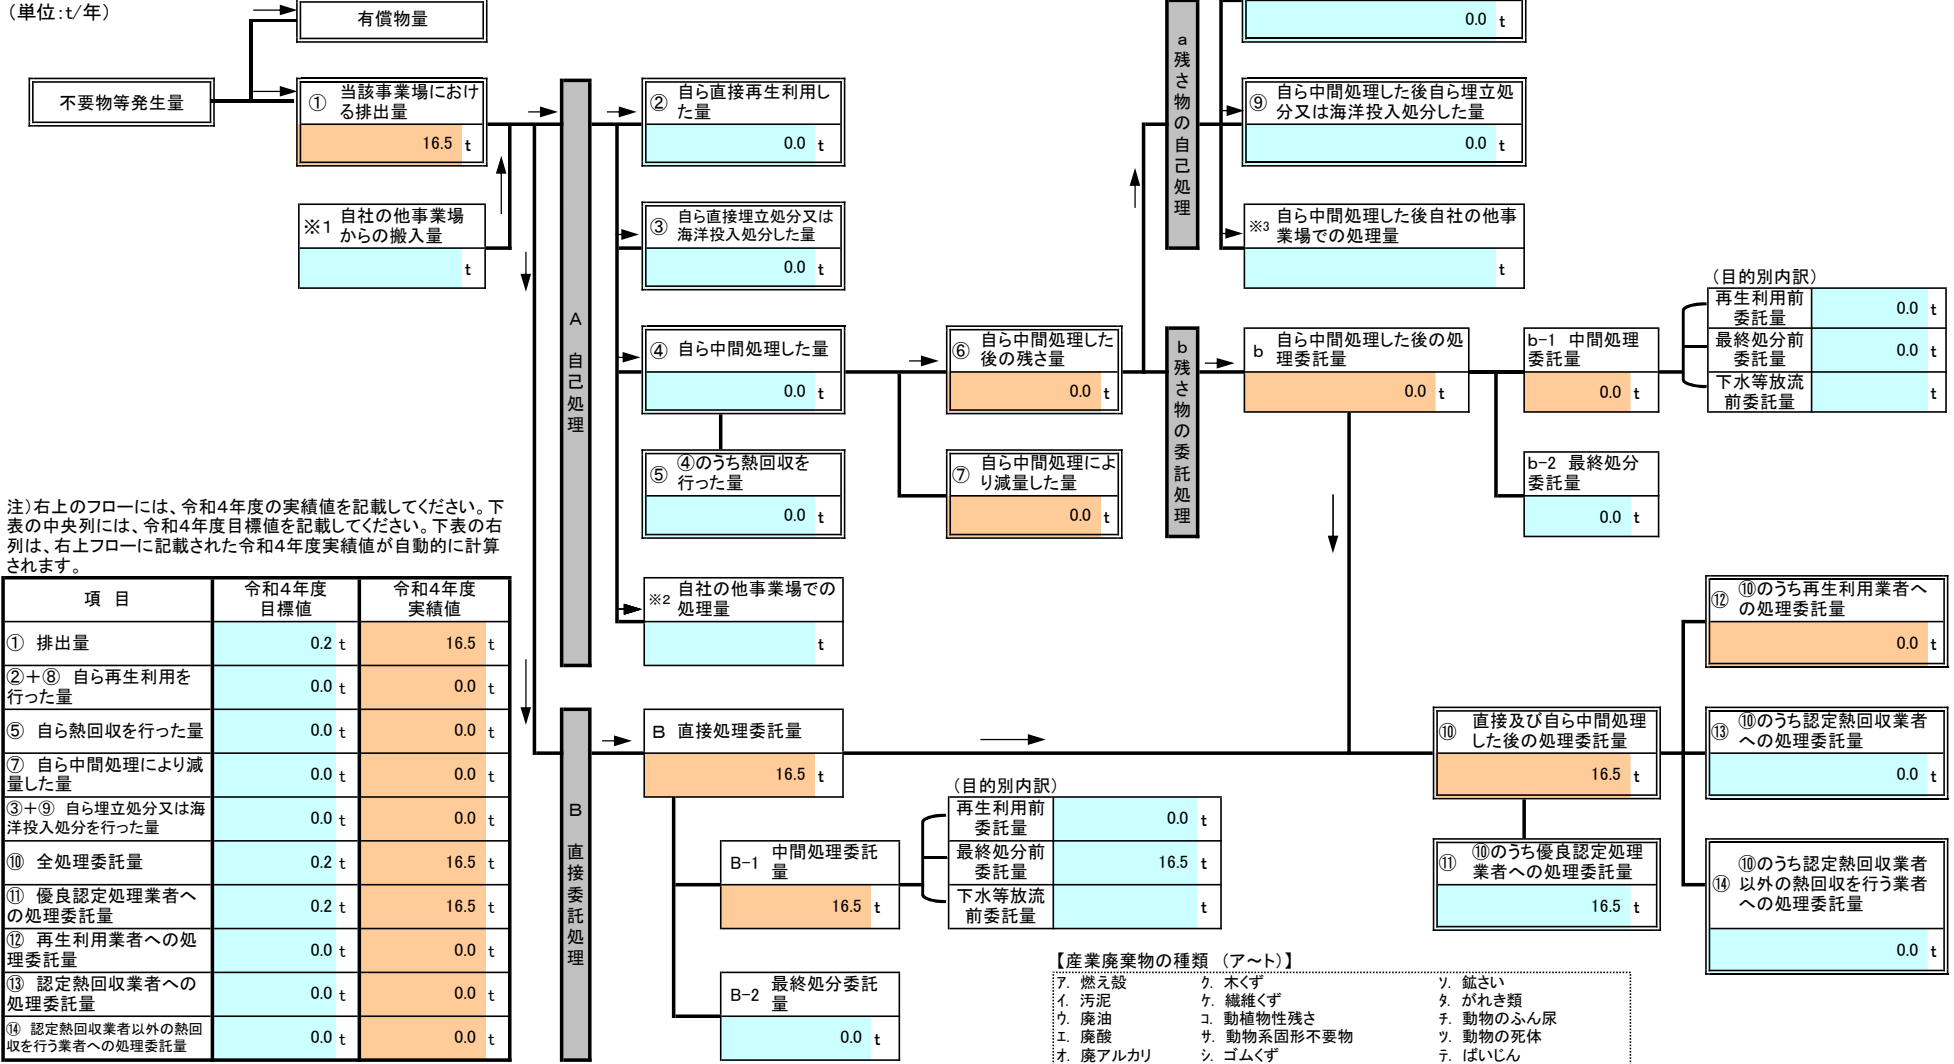 (単位:t/年)
有償物量
不要物等発生量
① 当該事業場におけ
る排出量
16.5 t
※1 自社の他事業場
からの搬入量
t
A 自己処理
② 自ら直接再生利用し
た量
0.0 t
③ 自ら直接埋立処分又は
海洋投入処分した量
0.0 t
④ 自ら中間処理した量
0.0 t
⑤ ④のうち熱回収を
行った量
0.0 t
※2 自社の他事業場での
処理量
t
⑥ 自ら中間処理した
後の残さ量
0.0 t
⑦ 自ら中間処理によ
り減量した量
0.0 t
a 残さ物の自己処理
0.0 t
⑨ 自ら中間処理した後自ら埋立処
分又は海洋投入処分した量
0.0 t
※3 自ら中間処理した後自社の他事
業場での処理量
t
b 残さ物の委託処理
b 自ら中間処理した後の処
理委託量
0.0 t
b-1 中間処理
委託量
0.0 t
b-2 最終処分
委託量
0.0 t
(目的別内訳)
再生利用前
委託量
0.0 t
最終処分前
委託量
0.0 t
下水等放流
前委託量
t
注)右上のフローには、令和4年度の実績値を記載してください。下
表の中央列には、令和4年度目標値を記載してください。下表の右
列は、右上フローに記載された令和4年度実績値が自動的に計算
されます。
項 目 令和4年度 目標値 令和4年度 実績値
① 排出量 0.2 t 16.5 t
②+⑧ 自ら再生利用を
行った量 0.0 t 0.0 t
⑤ 自ら熱回収を行った量 0.0 t 0.0 t
⑦ 自ら中間処理により減
量した量 0.0 t 0.0 t
③+⑨ 自ら埋立処分又は海
洋投入処分を行った量 0.0 t 0.0 t
⑩ 全処理委託量 0.2 t 16.5 t
⑪ 優良認定処理業者へ
の処理委託量 0.2 t 16.5 t
⑫ 再生利用業者への処
理委託量 0.0 t 0.0 t
⑬ 認定熱回収業者への
処理委託量 0.0 t 0.0 t
⑭ 認定熱回収業者以外の熱回
収を行う業者への処理委託量 0.0 t 0.0 t
B 直接委託処理
B 直接処理委託量
16.5 t
B-1 中間処理委託
量
16.5 t
B-2 最終処分委託
量
0.0 t
(目的別内訳)
再生利用前
委託量
0.0 t
最終処分前
委託量
16.5 t
下水等放流
前委託量
t
⑩ 直接及び自ら中間処理
した後の処理委託量
16.5 t
⑪ ⑩のうち優良認定処理
業者への処理委託量
16.5 t
⑫ ⑩のうち再生利用業者へ
の処理委託量
0.0 t
⑬ ⑩のうち認定熱回収業者
への処理委託量
0.0 t
⑭ ⑩のうち認定熱回収業者
以外の熱回収を行う業者
への処理委託量
0.0 t
【産業廃棄物の種類 (ア~ト)】
ア. 燃え殻 ク. 木くず ソ. 鉱さい
イ. 汚泥 ケ. 繊維くず タ. がれき類
ウ. 廃油 コ. 動植物性残さ チ. 動物のふん尿
エ. 廃酸 サ. 動物系固形不要物 ツ. 動物の死体
オ. 廃アルカリ シ. ゴムくず テ. ばいじん